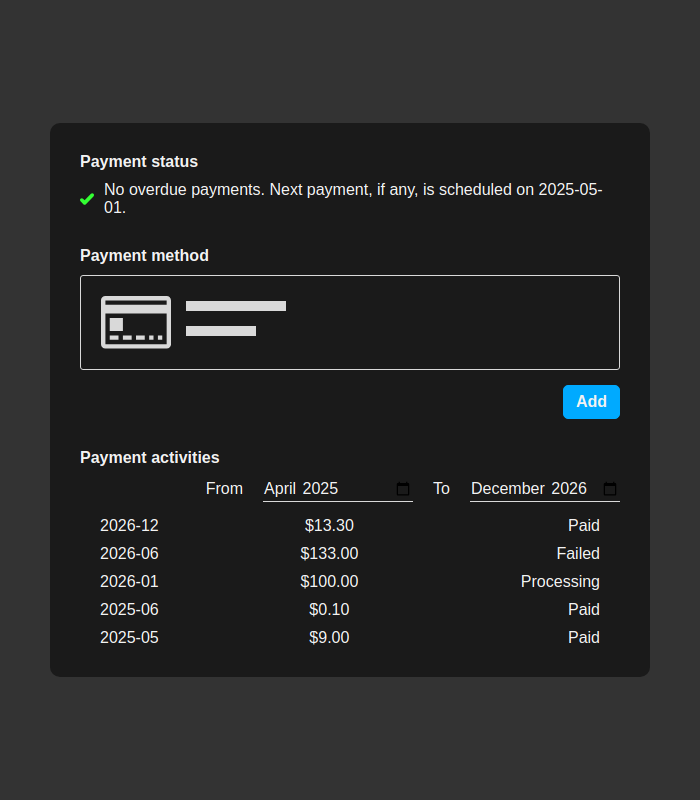 Payment status
No overdue payments. Next payment, if any, is scheduled on 2025-05-
01.
Payment method
Add
Payment activities
From April 2025 To December 2026
2026-12 $13.30 Paid
2026-06 $133.00 Failed
2026-01 $100.00 Processing
2025-06 $0.10 Paid
2025-05 $9.00 Paid